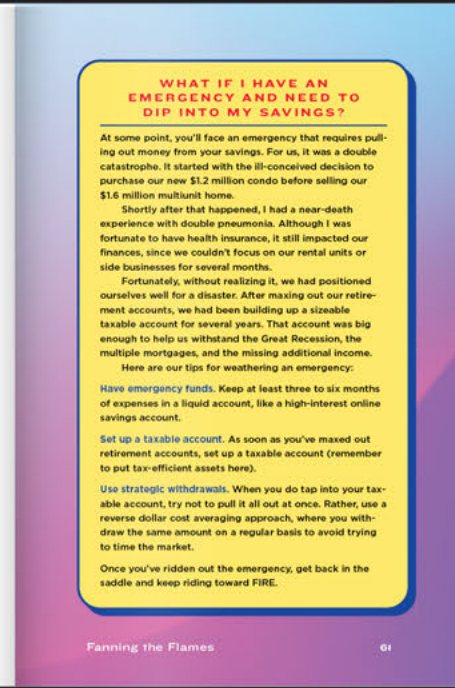 WHAT IF I HAVE AN
EMERGENCY AND NEED TO
DIP INTO MY SAVINGS?
At some point, you'll face an emergency that requires pull-
ing out money from your savings. For us, it was a double
catastrophe. It started with the ill-conceived decision to
purchase our new $1.2 million condo before selling our
$1.6 million multiunit home.
Shortly after that happened, I had a near-death
experience with double pneumonia. Although I was
fortunate to have health insurance, it still impacted our
finances, since we couldn't focus on our rental units or
side businesses for several months.
Fortunately, without realizing it, we had positioned
ourselves well for a disaster. After maxing out our retire-
ment accounts, we had been building up a sizeable
taxable account for several years. That account was big
enough to help us withstand the Great Recession, the
multiple mortgages, and the missing additional income.
Here are our tips for weathering an emergency:
Have emergency funds. Keep at least three to six months
of expenses in a liquid account, like a high-interest online
savings account.
Set up a taxable account. As soon as you've maxed out
retirement accounts, set up a taxable account (remember
to put tax-efficient assets here).
Use strategic withdrawals. When you do tap into your tax-
able account, try not to pull it all out at once. Rather, use a
reverse dollar cost averaging approach, where you with-
draw the same amount on a regular basis to avoid trying
to time the market.
Once you've ridden out the emergency, get back in the
saddle and keep riding toward FIRE.
Fanning the Flames
61